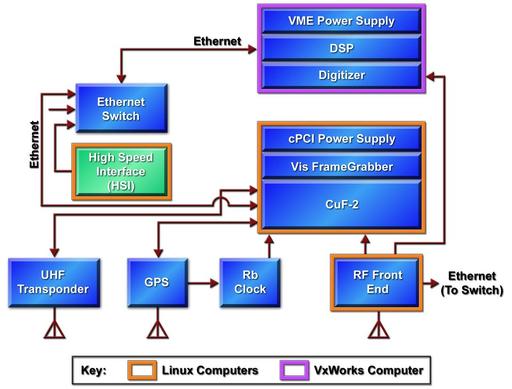 VME Power Supply
Ethernet
DSP
Digitizer
Ethernet
Switch
Ethernet
High Speed
Interface
(HSI)
cPCI Power Supply
Vis FrameGrabber
CuF-2
UHF
Transponder
GPS
Rb
Clock
RF Front
End
Ethernet
(To Switch)
Key:
Linux Computers
VxWorks Computer